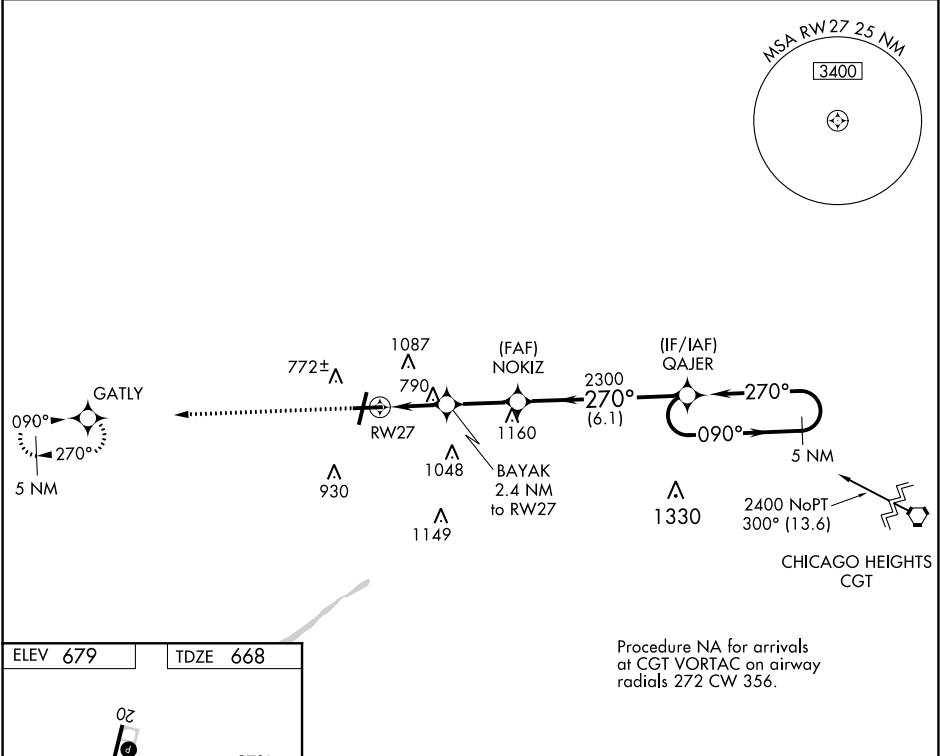 MSA RW27 25 NM
3400
1087
772±
790
(FAF)
NOKIZ
(IF/IAF)
QAJER
GATLY
090°
270°
5 NM
RW27
1160
2300
270°
(6.1)
270°
090°
5 NM
930
1048
1149
BAYAK
2.4 NM
to RW27
1330
2400 NoPT
300° (13.6)
CHICAGO HEIGHTS
CGT
Procedure NA for arrivals
at CGT VORTAC on airway
radials 272 CW 356.
ELEV 679
TDZE 668
20
P